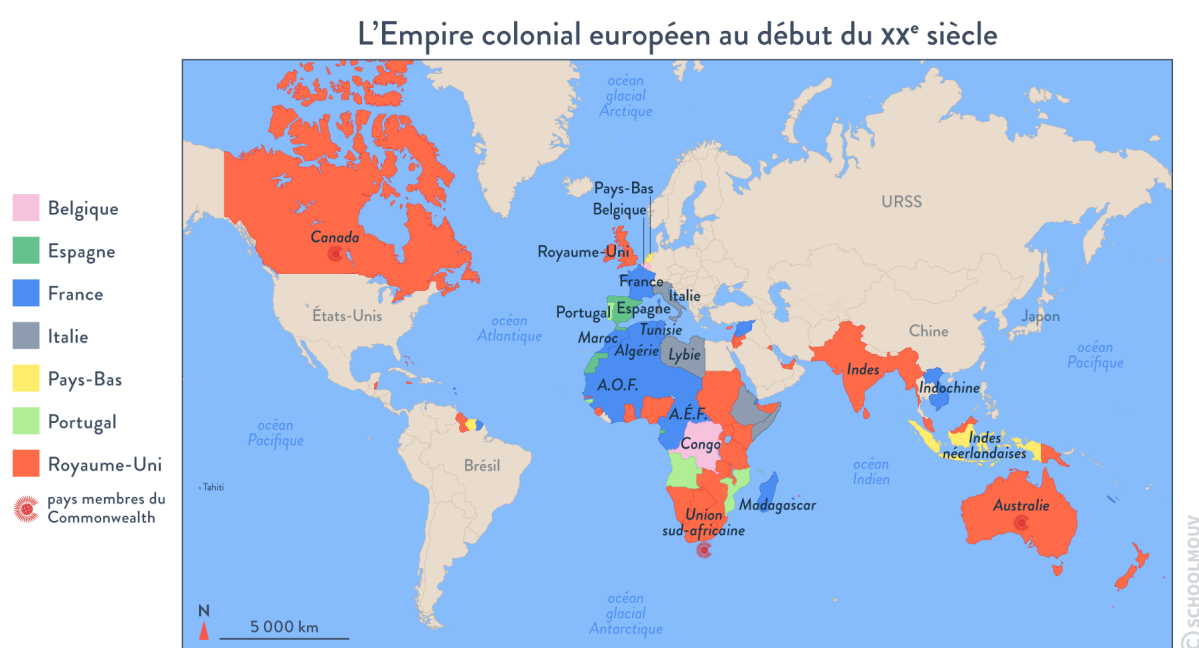 L'Empire colonial européen au début du XXe siècle
Belgique
Espagne
France
Italie
Pays-Bas
Portugal
Royaume-Uni
pays membres du
Commonwealth
océan
glacial
Arctique
Pays-Bas
Belgique
URSS
Canada
Royaume-Uni
France
Italie
États-Unis
océan
Atlantique
Portugal
Espagne
Maroc
Tunisie
Algérie
Lybie
Chine
Japon
océan
Pacifique
A.O.F.
Indes
Indochine
A.É.F.
océan
Pacifique
Congo
Indes
néerlandaises
Brésil
océan
Indien
Tahiti
Madagascar
Union
sud-africaine
Australie
océan
glacial
Antarctique
N
5 000 km
© SCHOOLMOUV